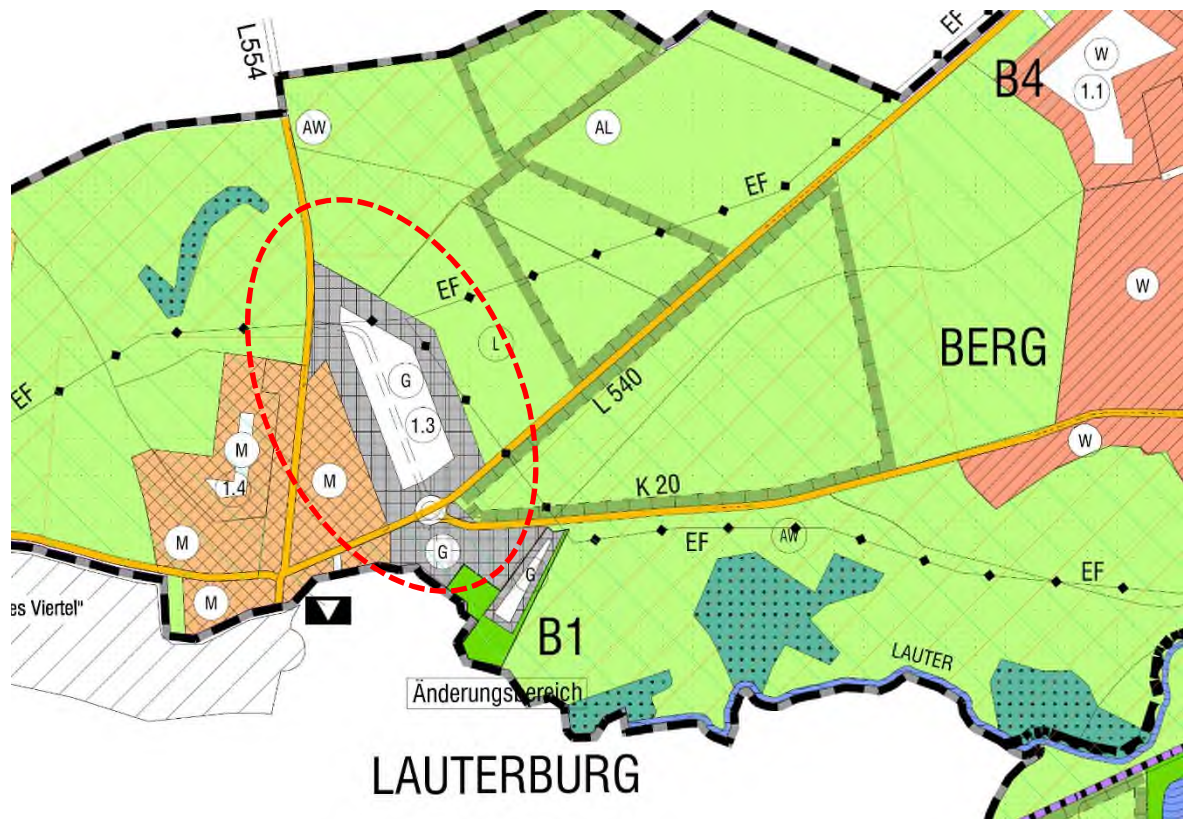 EF
L554
B4
W
1.1
AW
AL
EF
W
EF
L
BERG
G
L 540
EF
1.3
M
W
1.4
M
K 20
M
G
EF
AW
G
EF
M
es Viertel"
B1
LAUTER
Änderungsbereich
LAUTERBURG